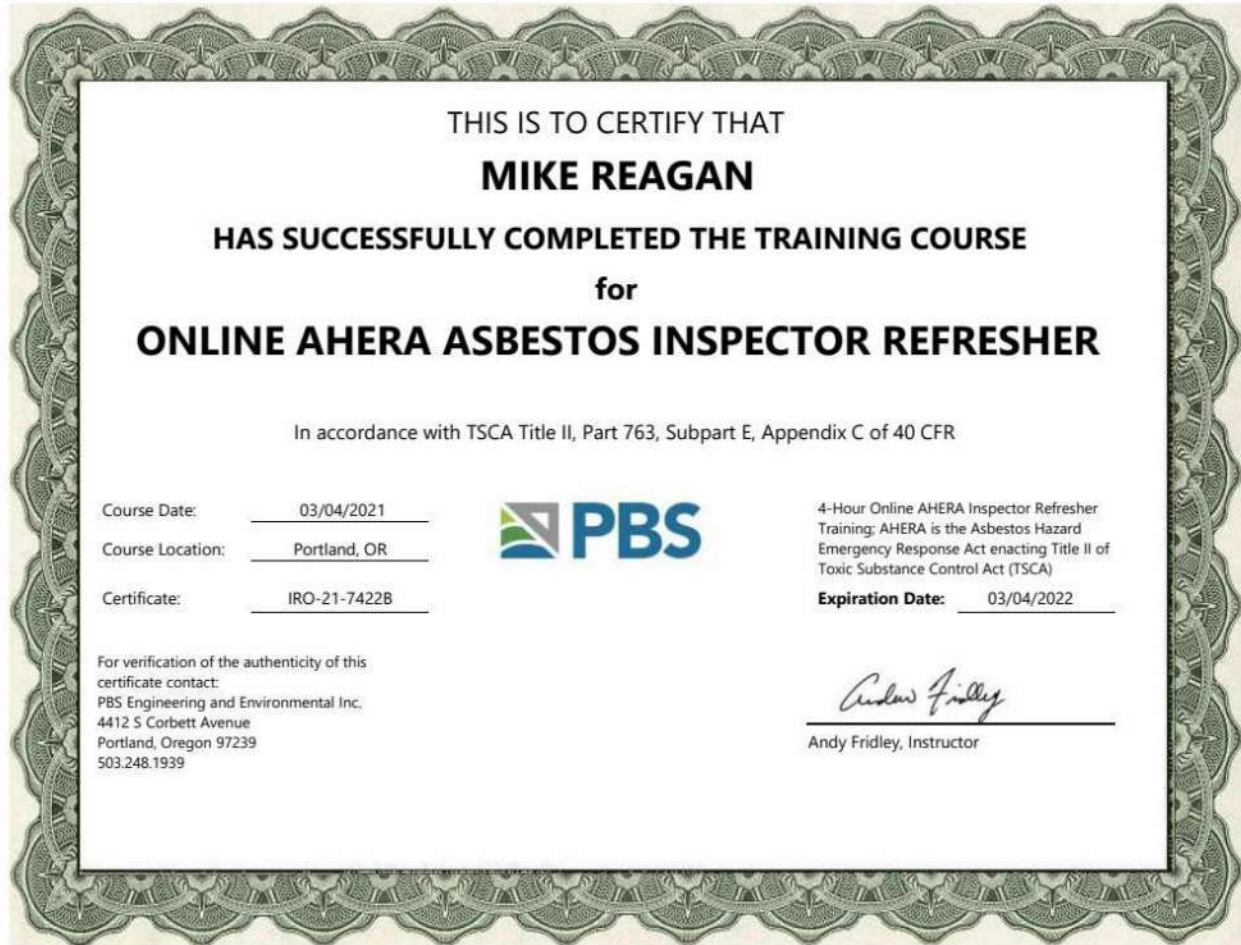 THIS IS TO CERTIFY THAT
MIKE REAGAN
HAS SUCCESSFULLY COMPLETED THE TRAINING COURSE
for
ONLINE AHERA ASBESTOS INSPECTOR REFRESHER
In accordance with TSCA Title II, Part 763, Subpart E, Appendix C of 40 CFR
Course Date: 03/04/2021
Course Location: Portland, OR
Certificate: IRO-21-7422B
PBS
4-Hour Online AHERA Inspector Refresher
Training; AHERA is the Asbestos Hazard
Emergency Response Act enacting Title II of
Toxic Substance Control Act (TSCA)
Expiration Date: 03/04/2022
For verification of the authenticity of this
certificate contact:
PBS Engineering and Environmental Inc.
4412 S Corbett Avenue
Portland, Oregon 97239
503.248.1939
Andy Fridley, Instructor